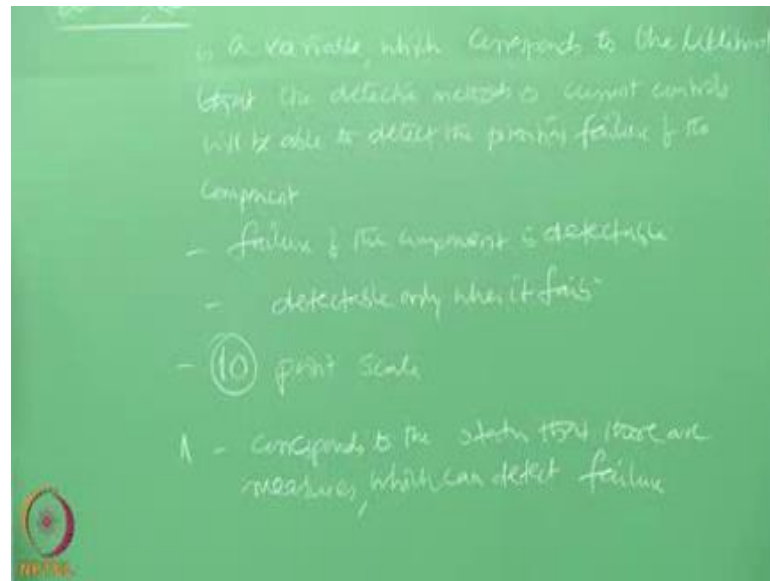 is a variable, which corresponds to the likelihood
that the detection methods or current controls
will be able to detect the potential failure of the
component
- failure of the component is detectable
- detectable only when it fails
- 10 point scale
1 - corresponds to the status that there are
measures, which can detect failure
NPTEL